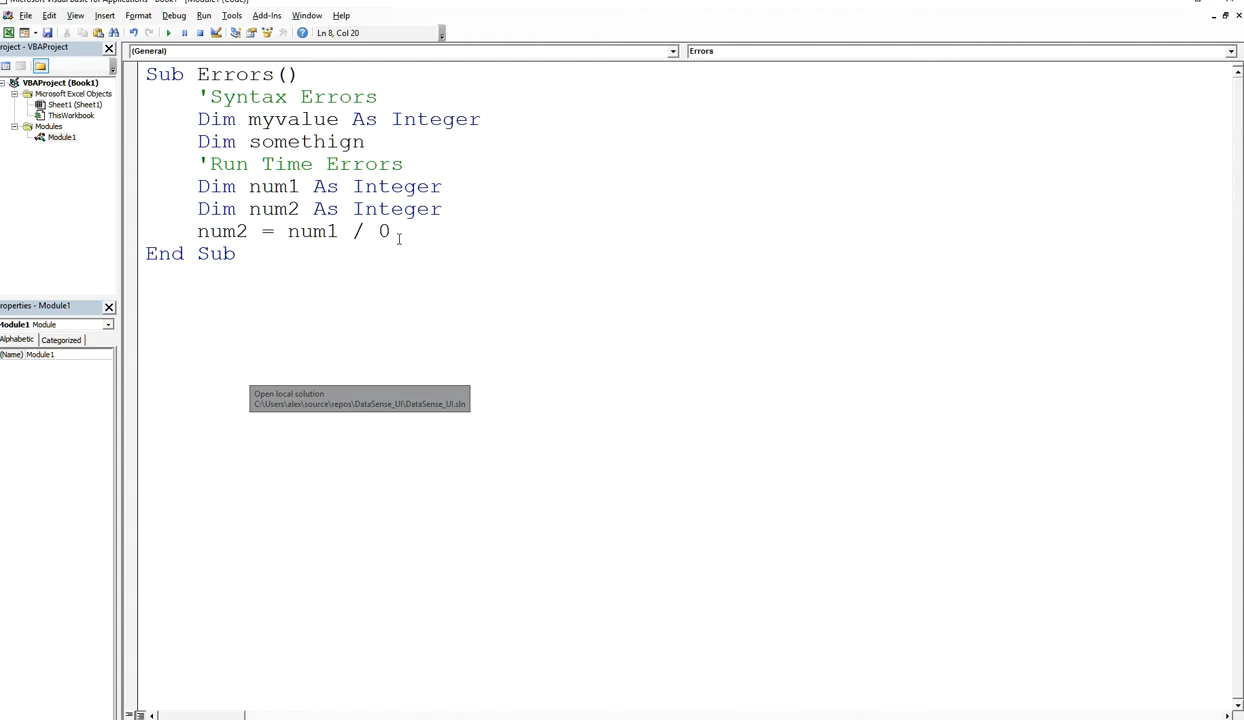 Microsoft Visual Basic for Applications - Book1 - [Module1 (Code)]
File Edit View Insert Format Debug Run Tools Add-Ins Window Help
Ln 8, Col 20
roject - VBAProject
(General)
Errors
VBAProject (Book1)
Microsoft Excel Objects
Sheet1 (Sheet1)
ThisWorkbook
Modules
Module1
Sub Errors()
'Syntax Errors
Dim myvalue As Integer
Dim somethign
'Run Time Errors
Dim num1 As Integer
Dim num2 As Integer
num2 = num1 / 0
End Sub
roperties - Module1
Module1 Module
Alphabetic Categorized
(Name) Module1
Open local solution
C:\Users\alex\source\repos\DataSense_UI\DataSense_UI.sln